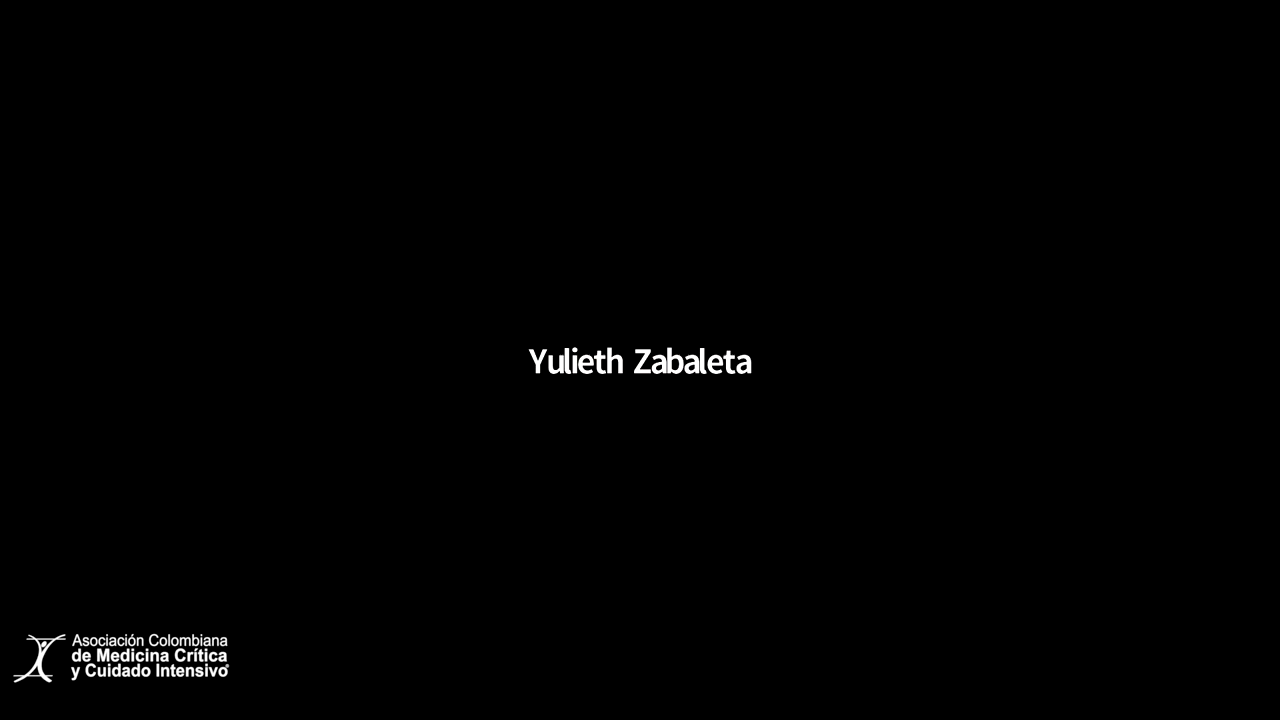 Yulieth Zabaleta
Asociación Colombiana
de Medicina Crítica
y Cuidado Intensivo